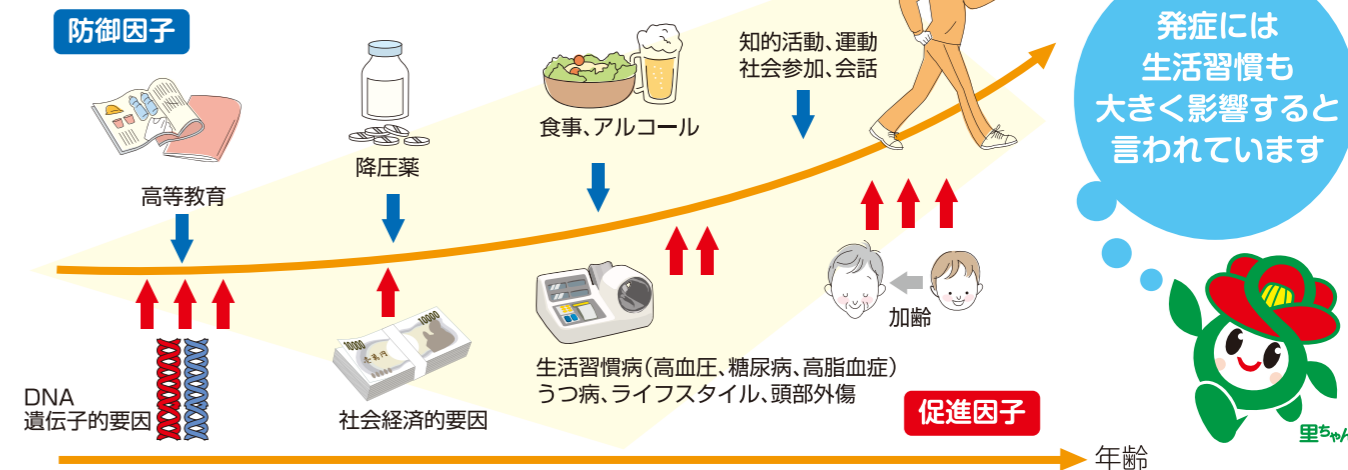 防御因子
発症には
生活習慣も
大きく影響すると
言われています
知的活動、運動
社会参加、会話
食事、アルコール
降圧薬
高等教育
加齢
10000
10000
生活習慣病(高血圧、糖尿病、高脂血症)
うつ病、ライフスタイル、頭部外傷
DNA
遺伝子的要因
社会経済的要因
促進因子
里ちゃん
年齢